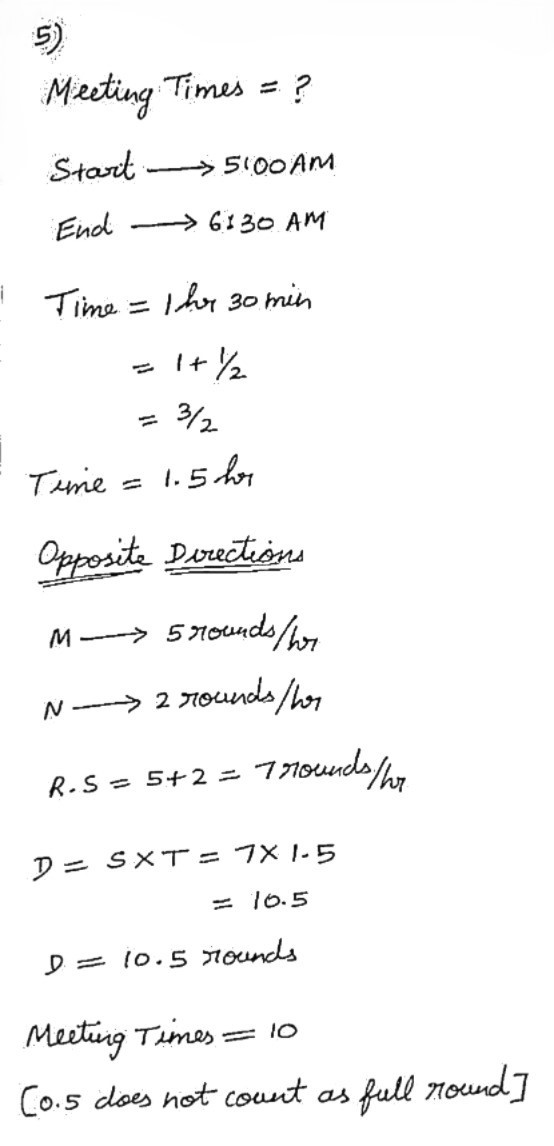 5)
Meeting Times = ?
Start ⟶ 5:00 AM
End ⟶ 6:30 AM
Time = 1 hr 30 min
= 1 + 1/2
= 3/2
Time = 1.5 hr
Opposite Directions
M ⟶ 5 rounds/hr
N ⟶ 2 rounds/hr
R.S = 5+2 = 7 rounds/hr
D = S × T = 7 × 1.5
= 10.5
D = 10.5 rounds
Meeting Times = 10
[0.5 does not count as full round]